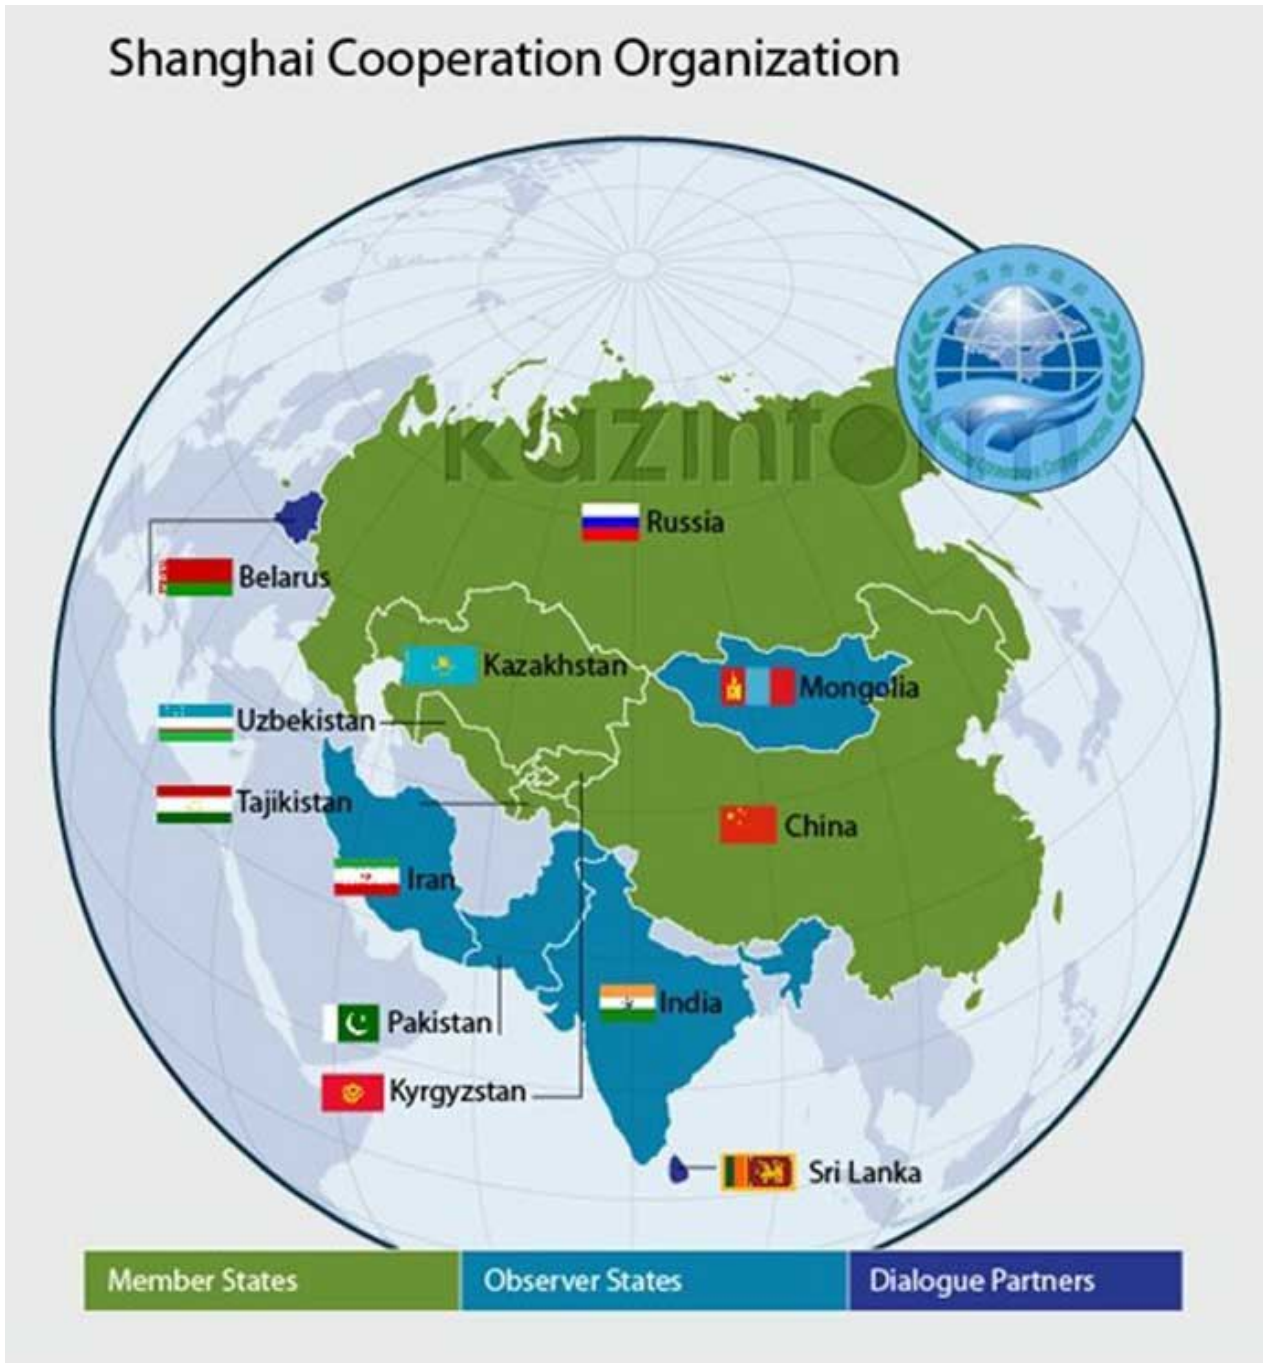 Shanghai Cooperation Organization
kazinform
Russia
Belarus
Kazakhstan
Mongolia
Uzbekistan
Tajikistan
China
Iran
India
Pakistan
Kyrgyzstan
Sri Lanka
Member States
Observer States
Dialogue Partners